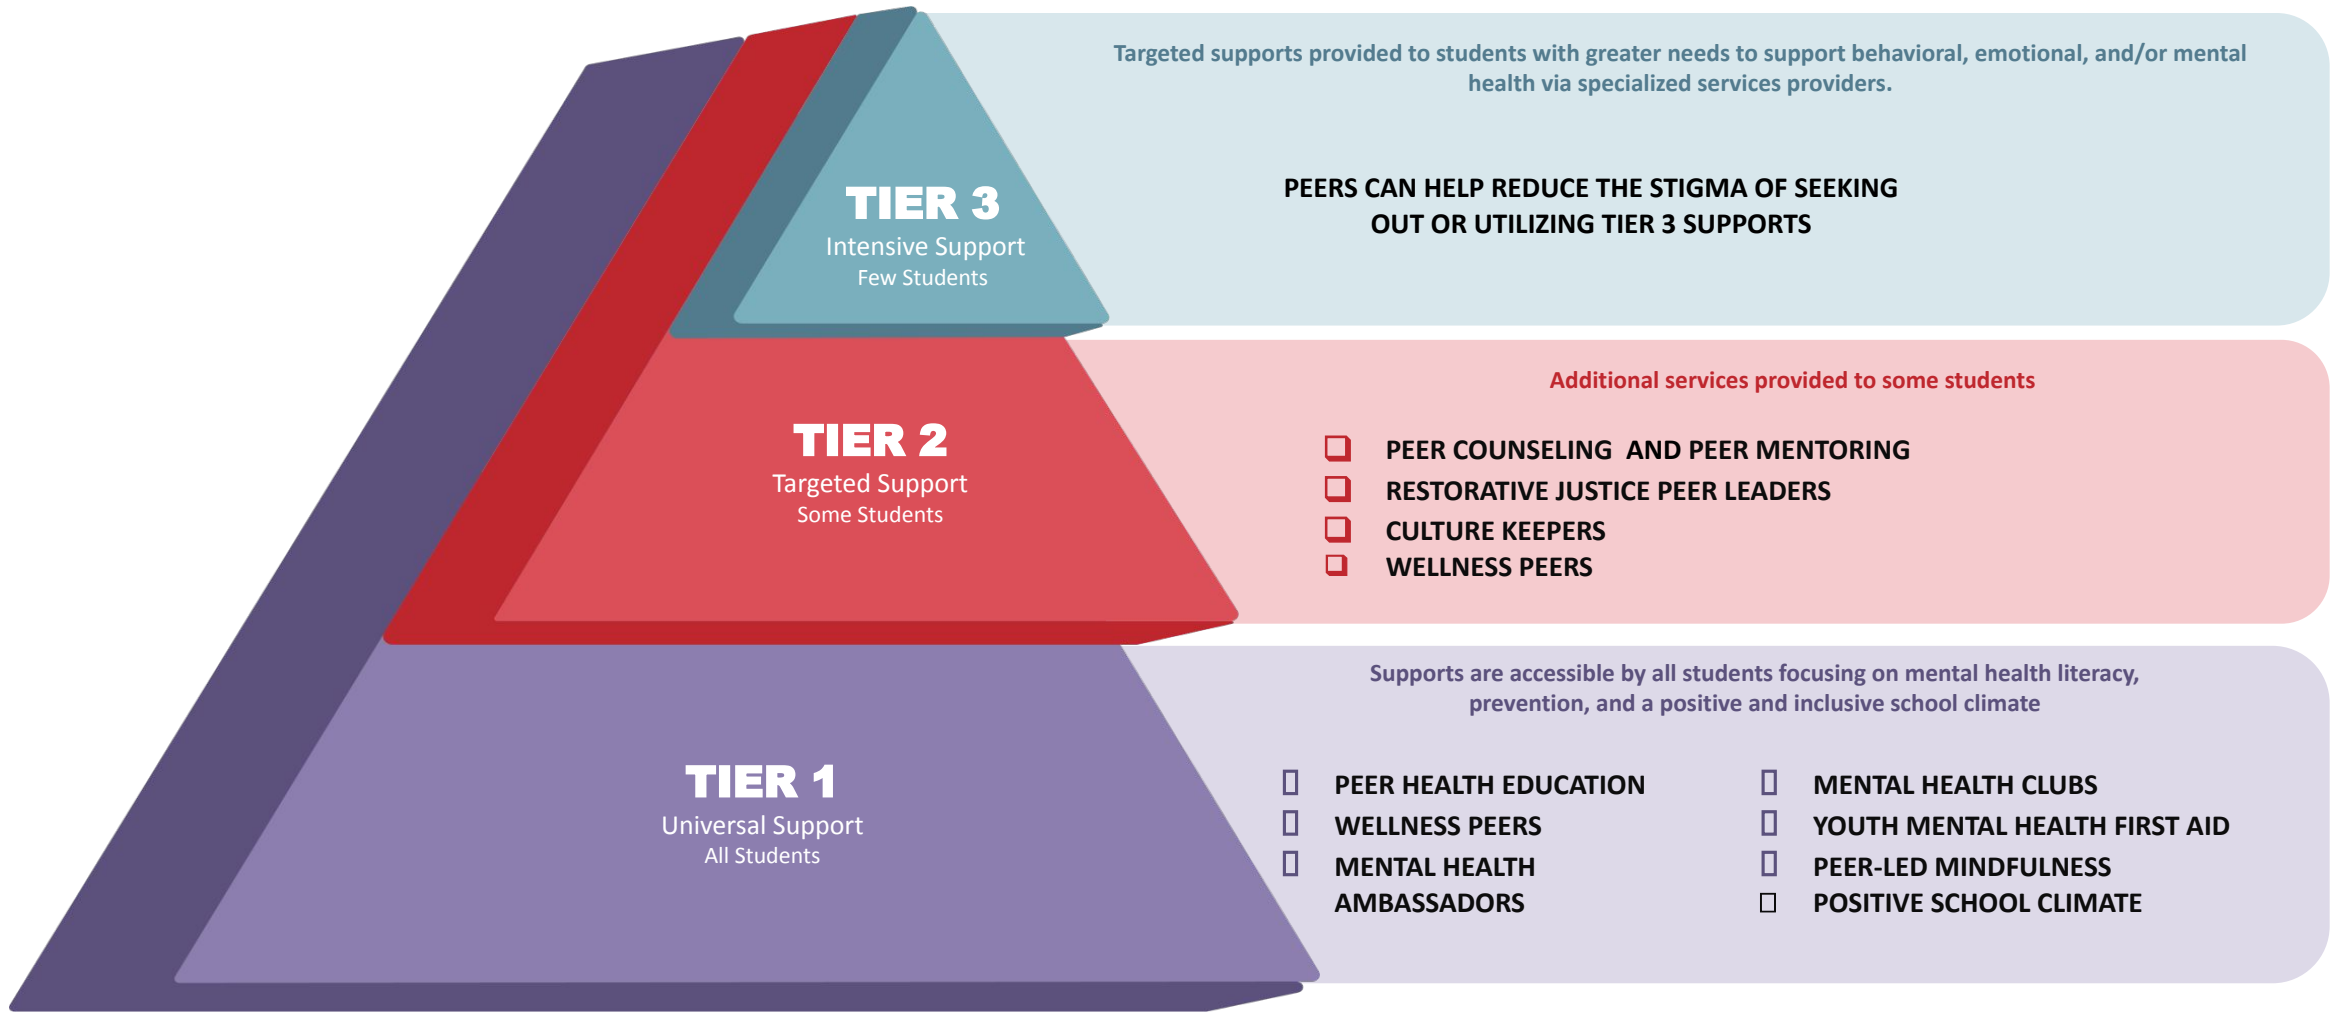 Targeted supports provided to students with greater needs to support behavioral, emotional, and/or mental
health via specialized services providers.
TIER 3
Intensive Support
Few Students
PEERS CAN HELP REDUCE THE STIGMA OF SEEKING
OUT OR UTILIZING TIER 3 SUPPORTS
TIER 2
Targeted Support
Some Students
Additional services provided to some students
PEER COUNSELING  AND PEER MENTORING
RESTORATIVE JUSTICE PEER LEADERS
CULTURE KEEPERS
WELLNESS PEERS
TIER 1
Universal Support
All Students
Supports are accessible by all students focusing on mental health literacy,
prevention, and a positive and inclusive school climate
PEER HEALTH EDUCATION
WELLNESS PEERS
MENTAL HEALTH
AMBASSADORS
MENTAL HEALTH CLUBS
YOUTH MENTAL HEALTH FIRST AID
PEER-LED MINDFULNESS
POSITIVE SCHOOL CLIMATE